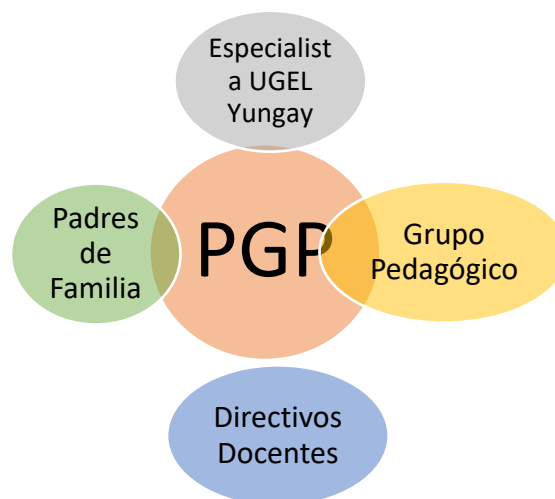 Especialist
a UGEL
Yungay
Padres
de
Familia
PGP
Grupo
Pedagógico
Directivos
Docentes